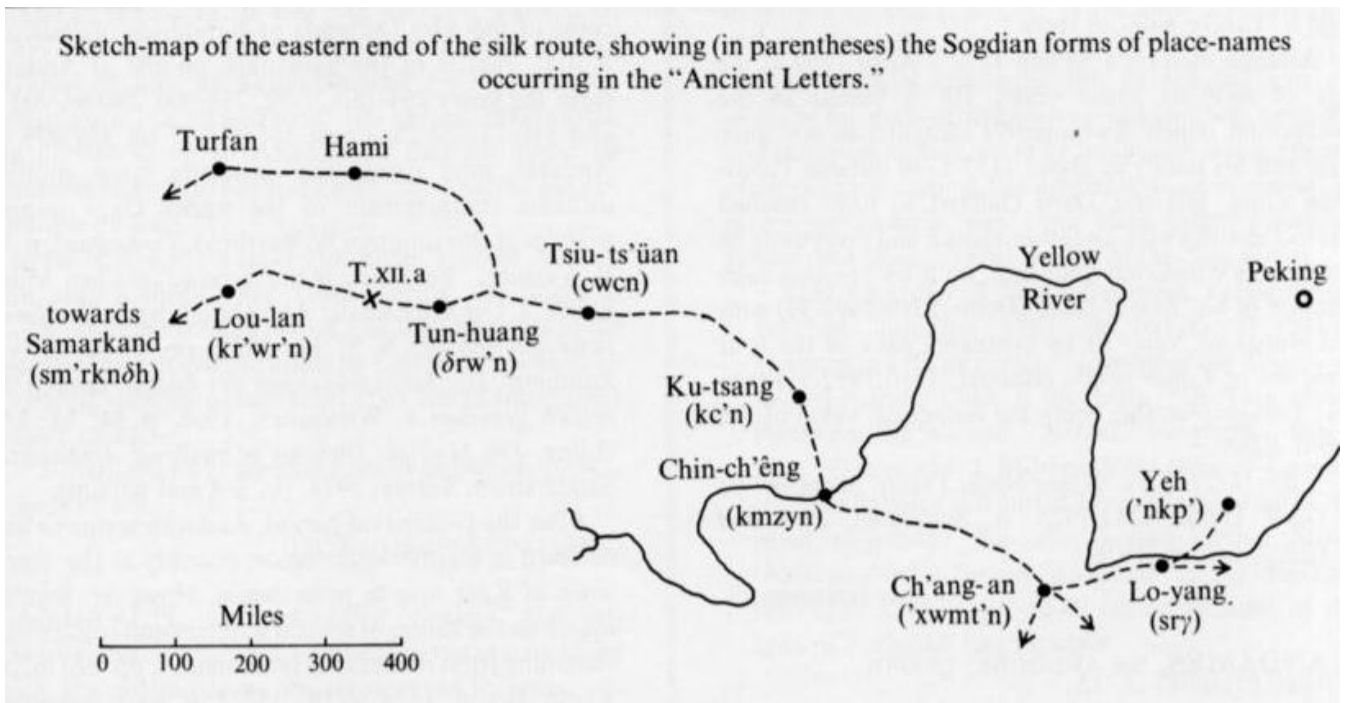 Sketch-map of the eastern end of the silk route, showing (in parentheses) the Sogdian forms of place-names
occurring in the “Ancient Letters.”
Turfan
Hami
Tsiu-ts’üan
(cwcn)
T.XII.a
Yellow
River
Peking
towards
Samarkand
(sm’rknδh)
Lou-lan
(kr’wr’n)
Tun-huang
(δrw’n)
Ku-tsang
(kc’n)
Chin-ch’êng
(kmzyn)
Yeh
(’nkp’)
Ch’ang-an
(’xwmt’n)
Lo-yang
(srγ)
Miles
0 100 200 300 400